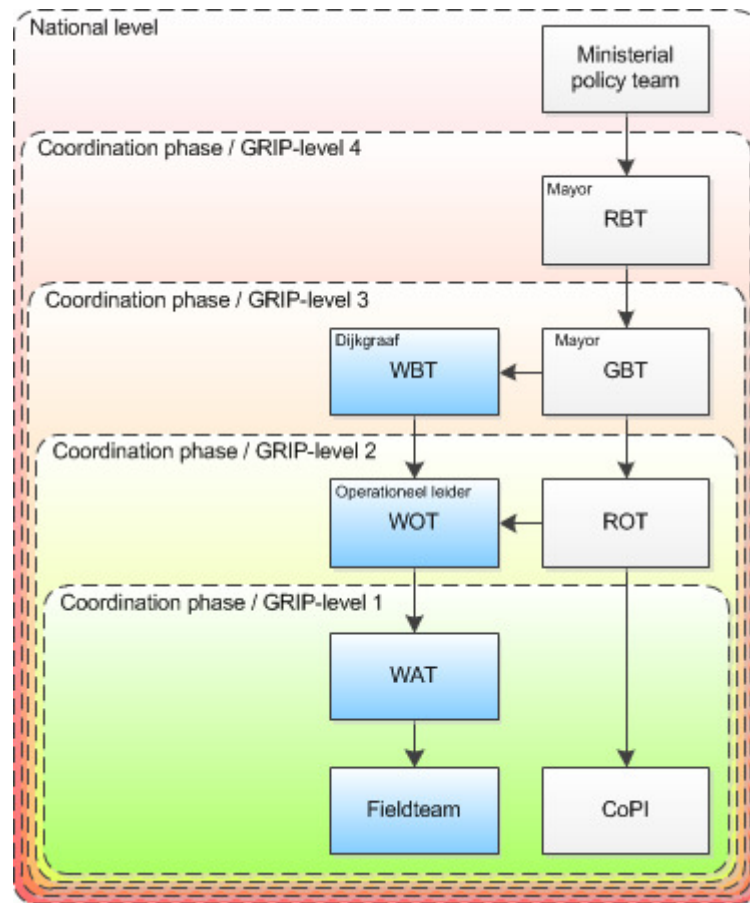 National level
Ministerial
policy team
Coordination phase / GRIP-level 4
Mayor
RBT
Coordination phase / GRIP-level 3
Dijkgraaf
WBT
Mayor
GBT
Coordination phase / GRIP-level 2
Operationeel leider
WOT
ROT
Coordination phase / GRIP-level 1
WAT
Fieldteam
CoPI